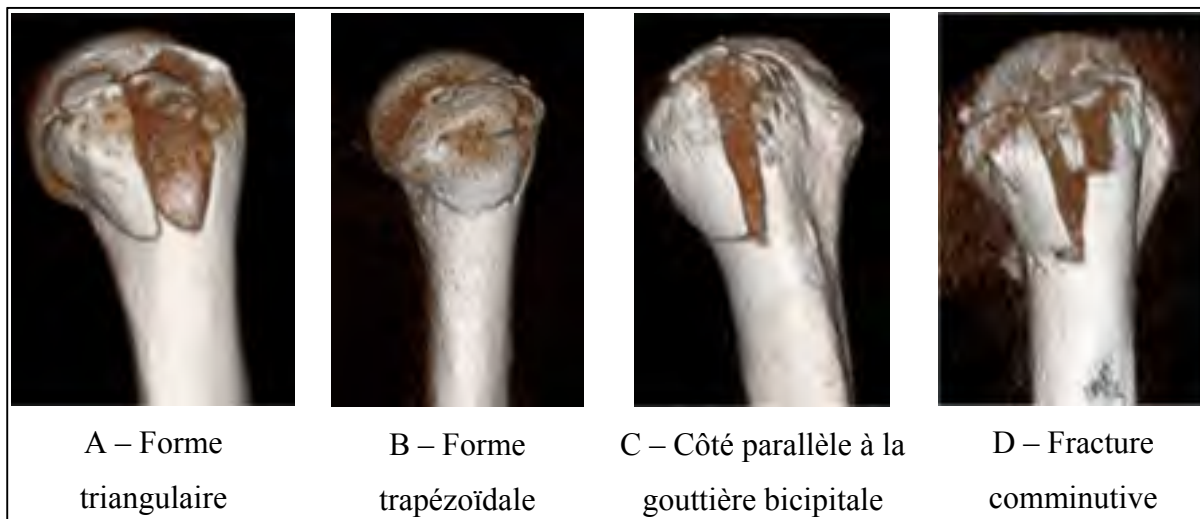 A – Forme
triangulaire
B – Forme
trapézoïdale
C – Côté parallèle à la
gouttière bicipitale
D – Fracture
comminutive